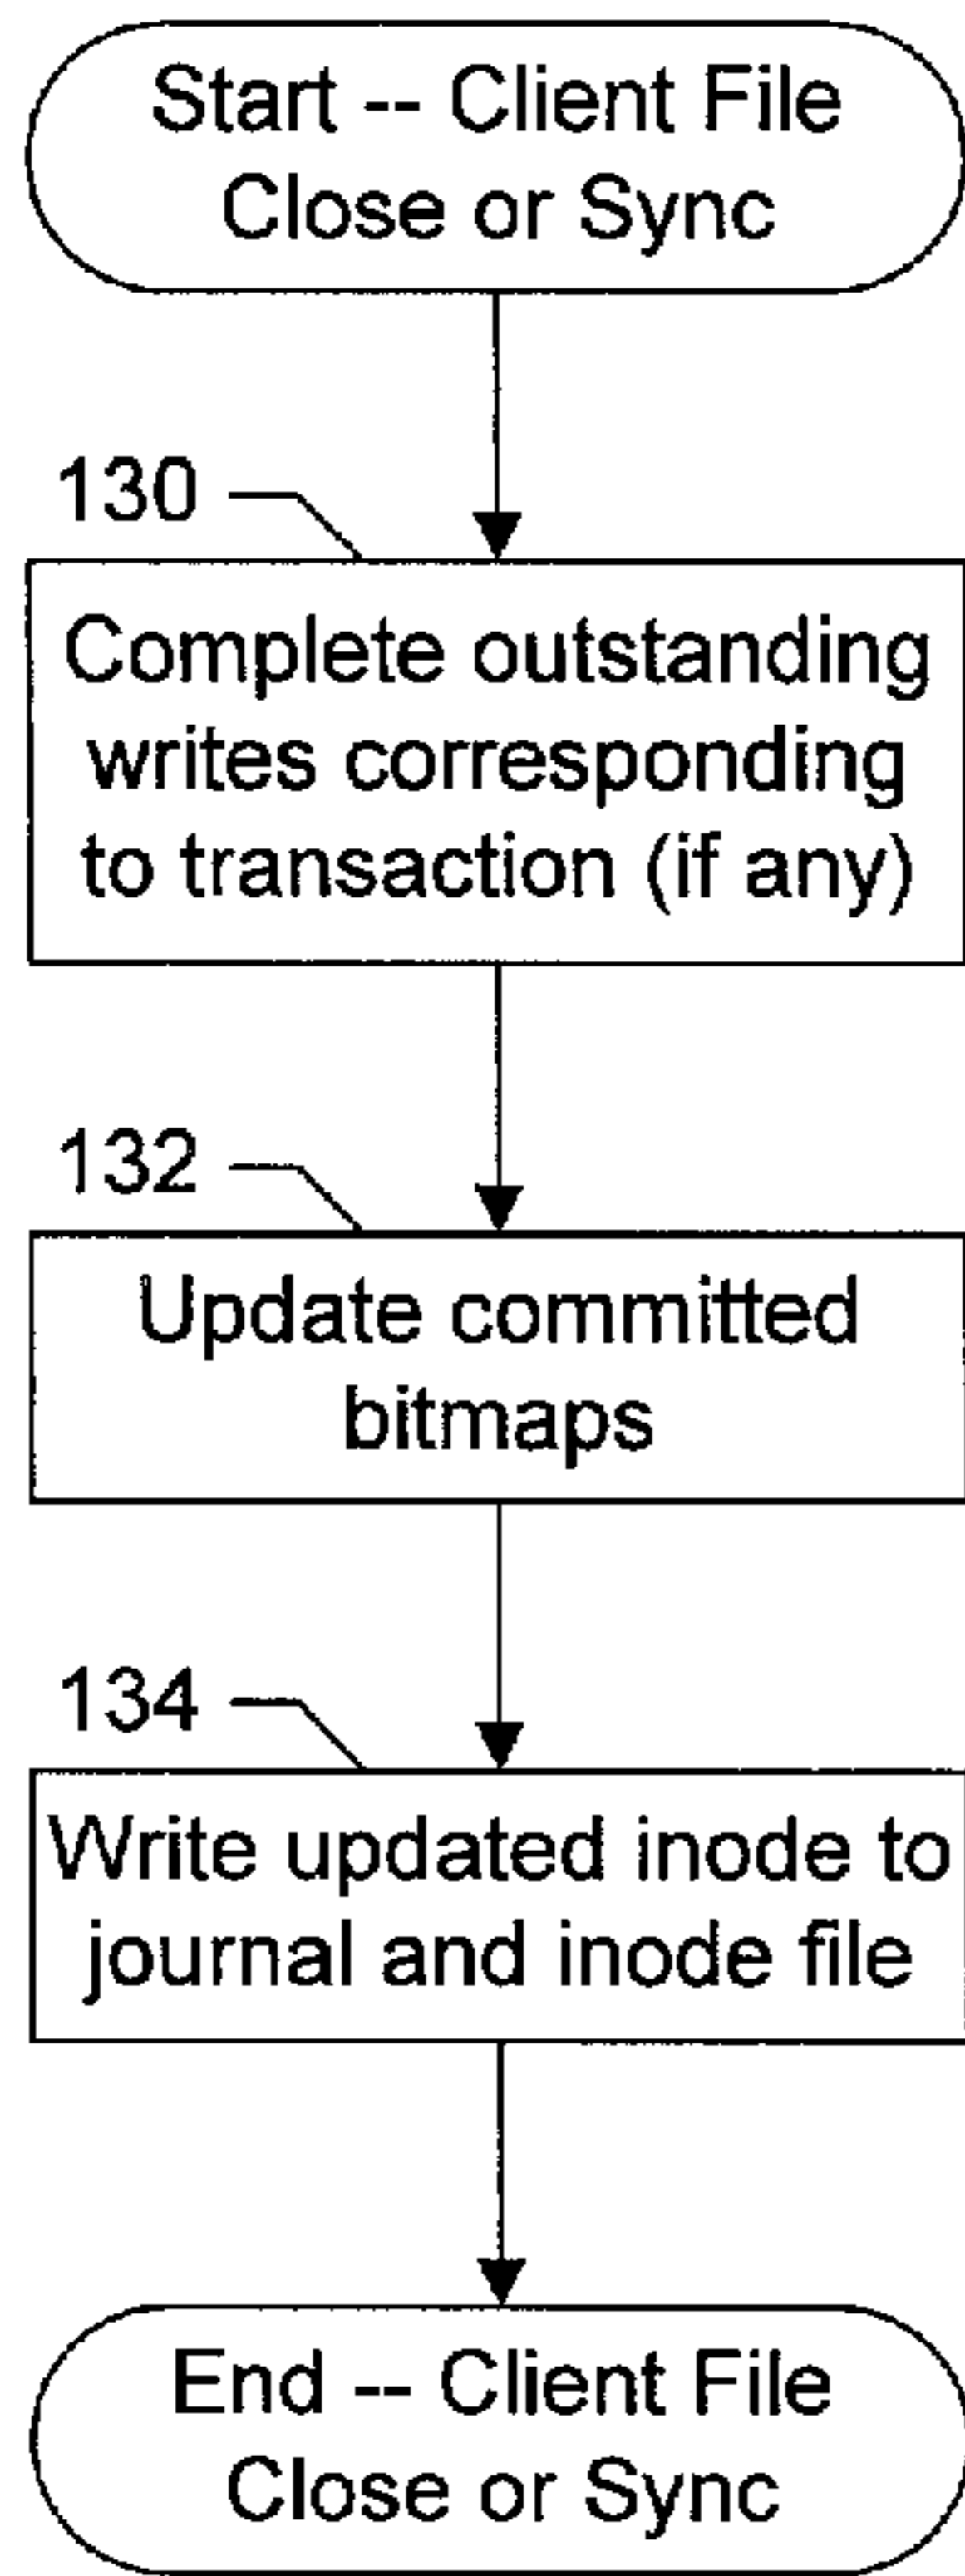 Start -- Client File
Close or Sync
130
Complete outstanding
writes corresponding
to transaction (if any)
132
Update committed
bitmaps
134
Write updated inode to
journal and inode file
End -- Client File
Close or Sync